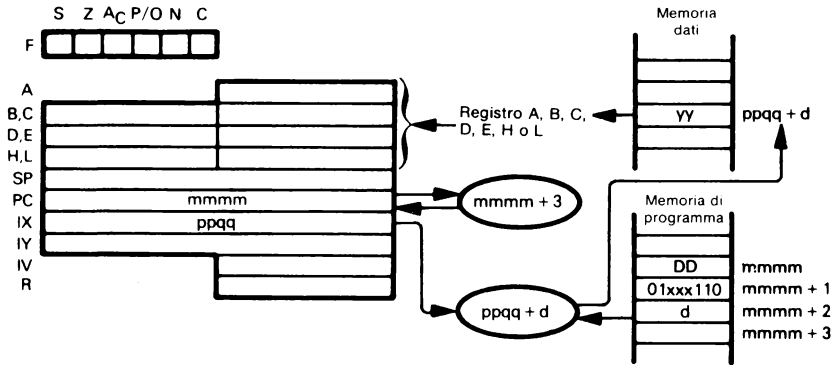 S Z AC P/O N C
F
A
B,C
D,E
H,L
SP
PC mmmm
IX ppqq
IY
IV
R
Registro A, B, C,
D, E, H o L
mmmm + 3
ppqq + d
Memoria
dati
yy ppqq + d
Memoria di
programma
DD mmmm
01xxx110 mmmm + 1
d mmmm + 2
mmmm + 3